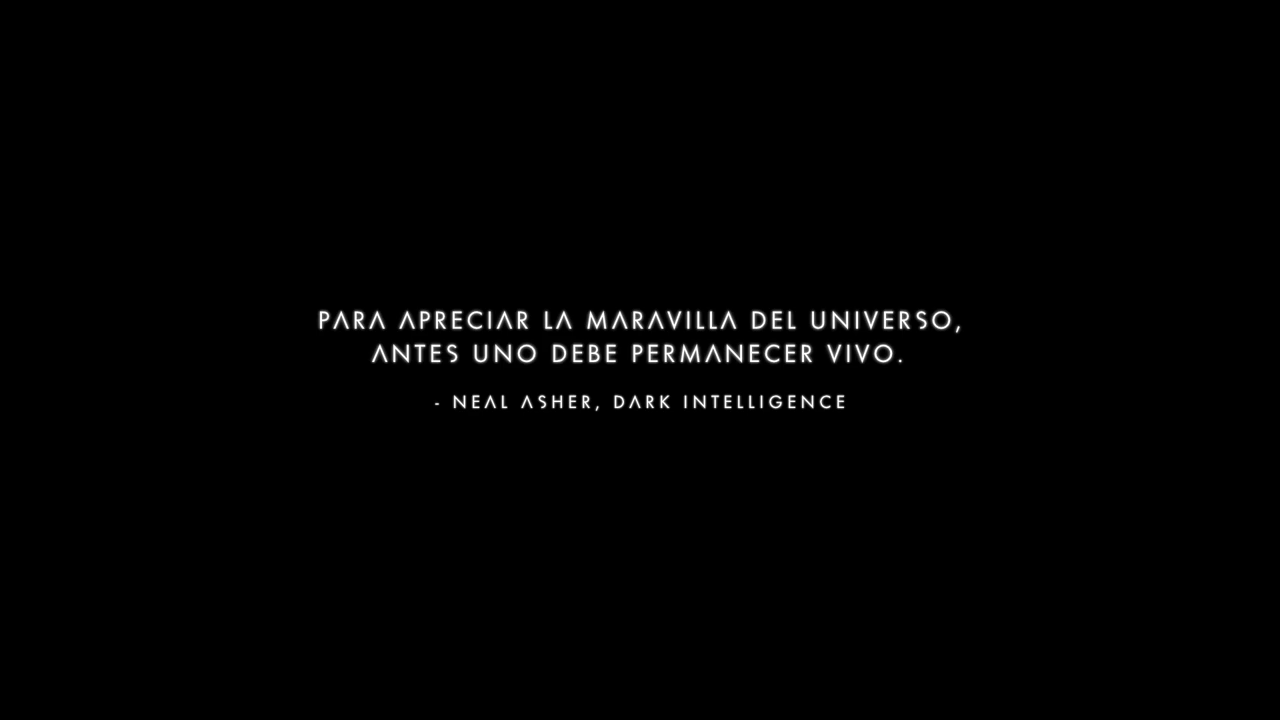 PARA APRECIAR LA MARAVILLA DEL UNIVERSO,
ANTES UNO DEBE PERMANECER VIVO.
- NEAL ASHER, DARK INTELLIGENCE